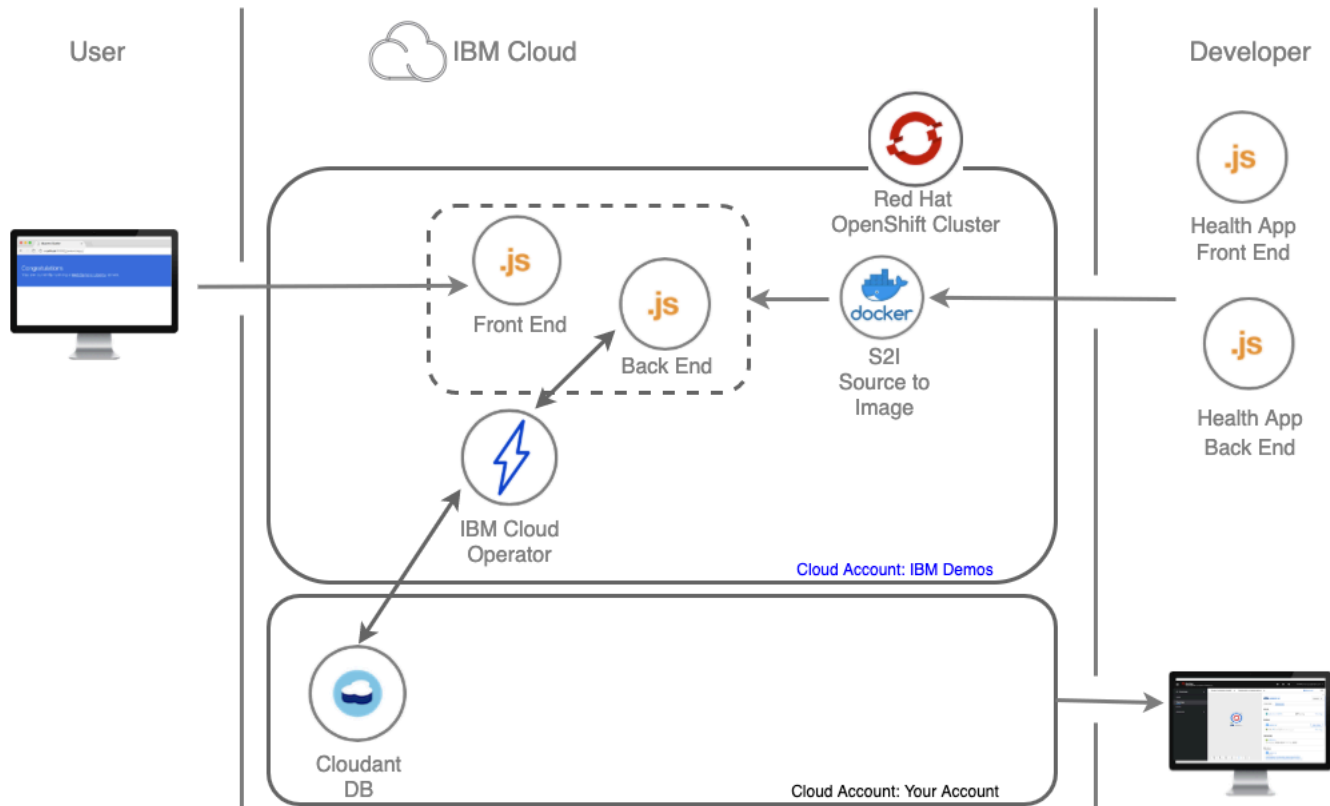 User
IBM Cloud
Developer
.js
Health App
Front End
Red Hat
OpenShift Cluster
.js
Front End
.js
Back End
docker
S2I
Source to
Image
.js
Health App
Back End
IBM Cloud
Operator
Cloud Account: IBM Demos
Cloudant
DB
Cloud Account: Your Account
Congratulations